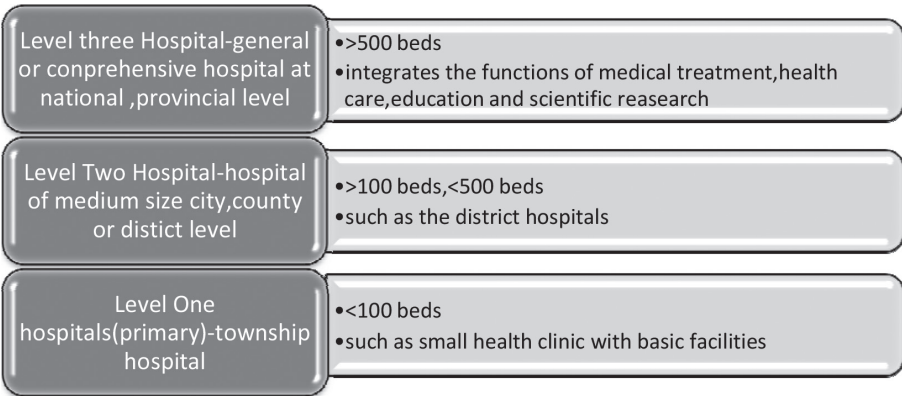 Level three Hospital-general
or conprehensive hospital at
national ,provincial level
•>500 beds
•integrates the functions of medical treatment,health
care,education and scientific reasearch
Level Two Hospital-hospital
of medium size city,county
or distict level
•>100 beds,<500 beds
•such as the district hospitals
Level One
hospitals(primary)-township
hospital
•<100 beds
•such as small health clinic with basic facilities